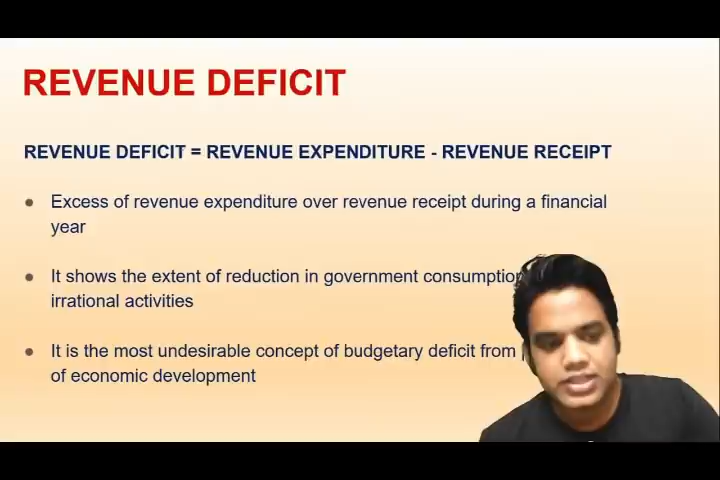 REVENUE DEFICIT
REVENUE DEFICIT = REVENUE EXPENDITURE - REVENUE RECEIPT
Excess of revenue expenditure over revenue receipt during a financial
year
It shows the extent of reduction in government consumption
irrational activities
It is the most undesirable concept of budgetary deficit from
of economic development